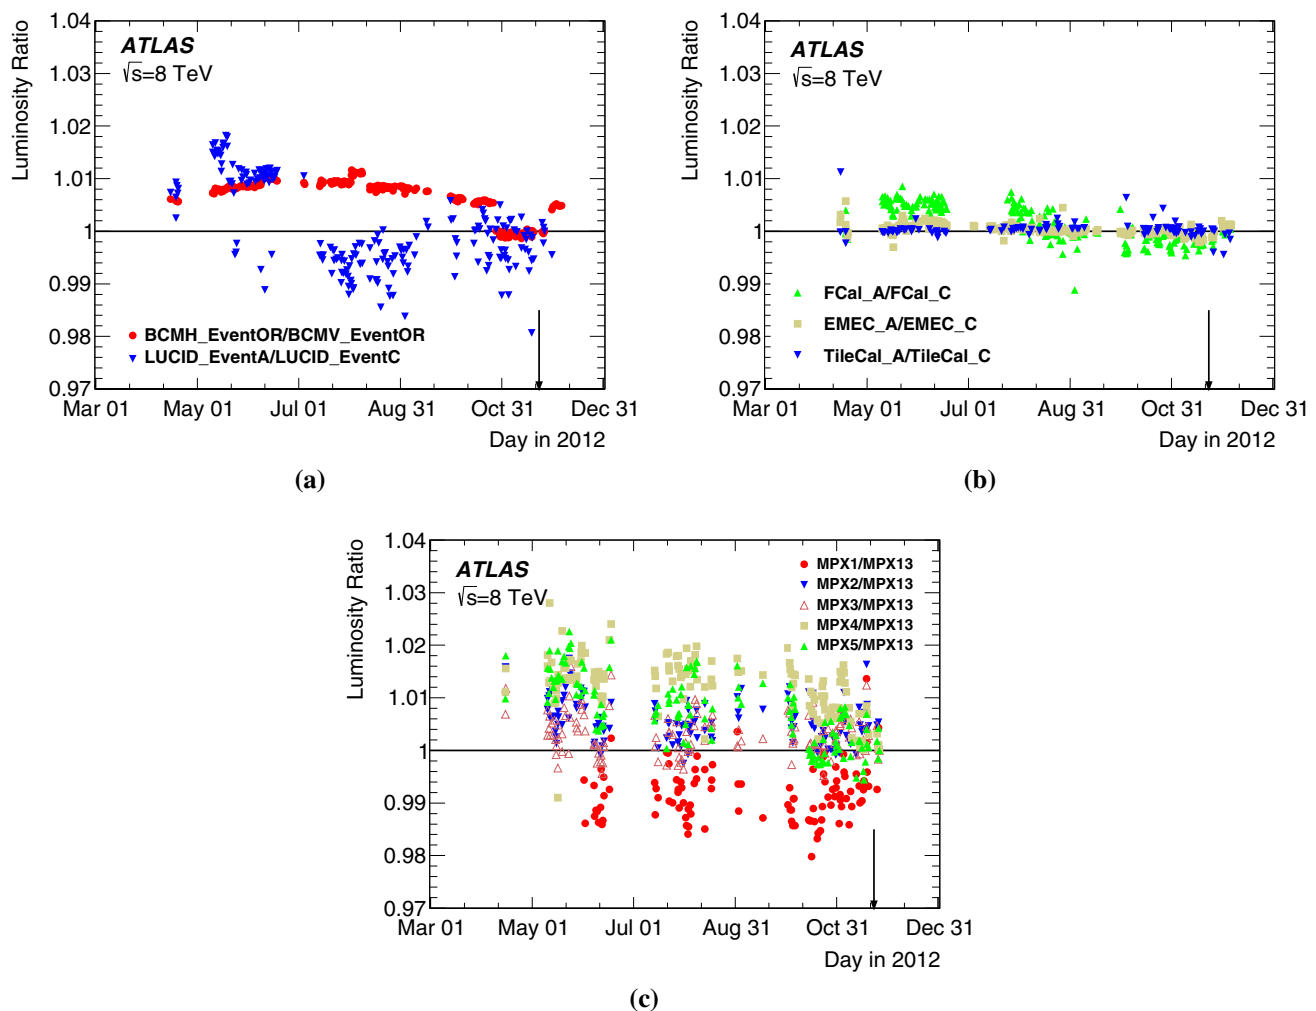 Luminosity Ratio
1.04
1.03
1.02
1.01
1
0.99
0.98
0.97
ATLAS
√s=8 TeV
BCMH_EventOR/BCMV_EventOR
LUCID_EventA/LUCID_EventC
Mar 01 May 01 Jul 01 Aug 31 Oct 31 Dec 31
Day in 2012
(a)
Luminosity Ratio
1.04
1.03
1.02
1.01
1
0.99
0.98
0.97
ATLAS
√s=8 TeV
FCal_A/FCal_C
EMEC_A/EMEC_C
TileCal_A/TileCal_C
Mar 01 May 01 Jul 01 Aug 31 Oct 31 Dec 31
Day in 2012
(b)
Luminosity Ratio
1.04
1.03
1.02
1.01
1
0.99
0.98
0.97
ATLAS
√s=8 TeV
MPX1/MPX13
MPX2/MPX13
MPX3/MPX13
MPX4/MPX13
MPX5/MPX13
Mar 01 May 01 Jul 01 Aug 31 Oct 31 Dec 31
Day in 2012
(c)